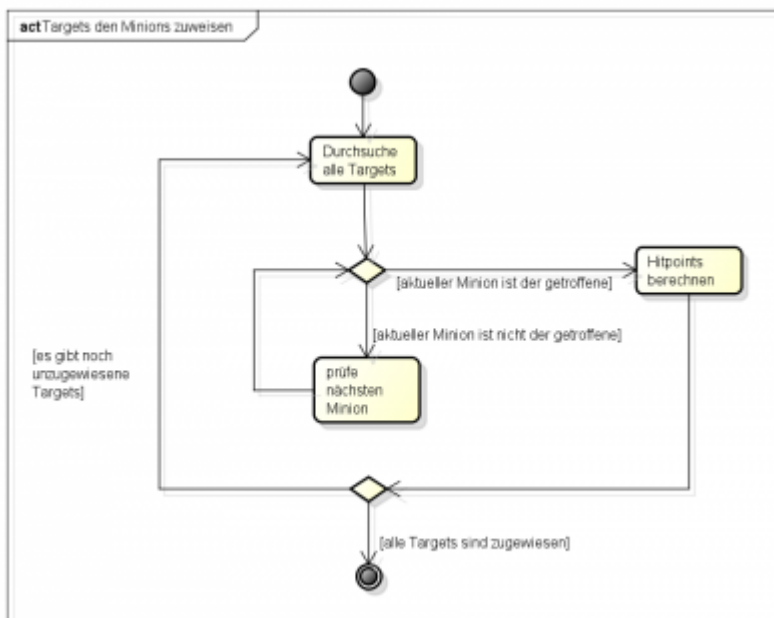 act Targets den Minions zuweisen
Durchsuche
alle Targets
Hitpoints
berechnen
[aktueller Minion ist der getroffene]
[aktueller Minion ist nicht der getroffene]
[es gibt noch
unzugewiesene
Targets]
prüfe
nächsten
Minion
[alle Targets sind zugewiesen]